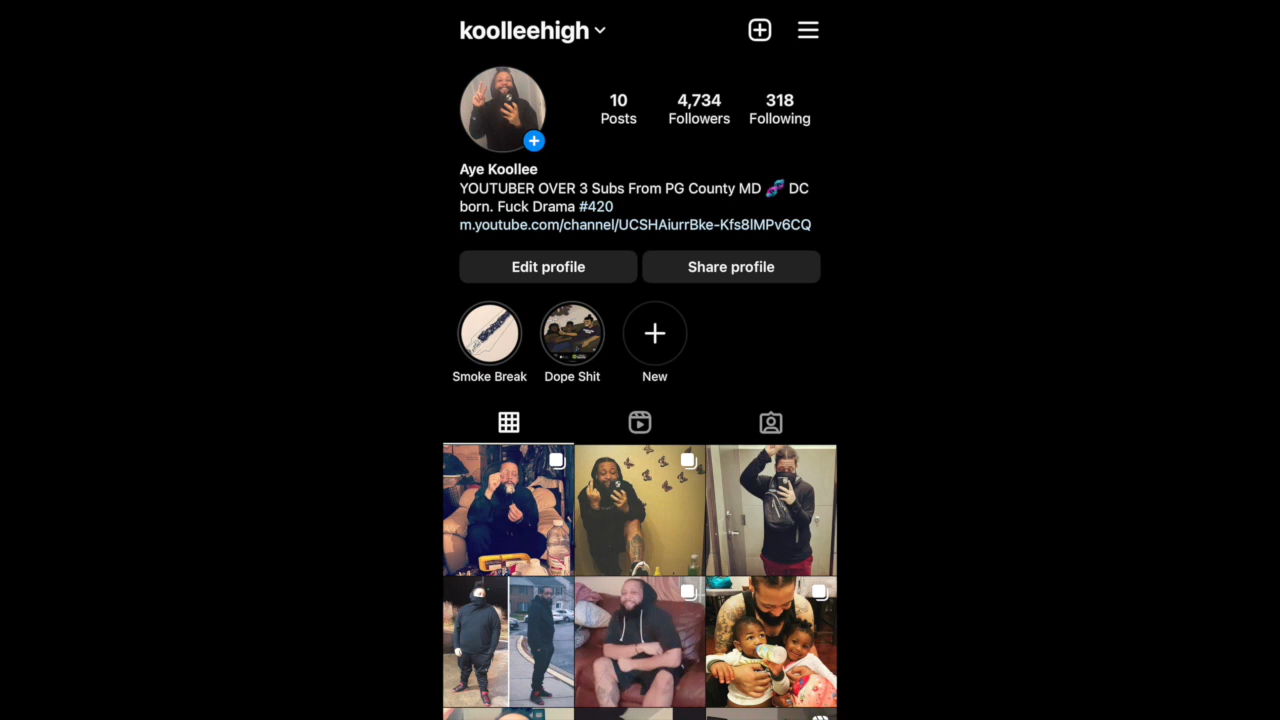 koolleehigh
10 4,734 318
Posts Followers Following
Aye Koollee
YOUTUBER OVER 3 Subs From PG County MD 🧬 DC
born. Fuck Drama #420
m.youtube.com/channel/UCSHAiurrBke-Kfs8IMPv6CQ
Edit profile Share profile
Smoke Break Dope Shit New